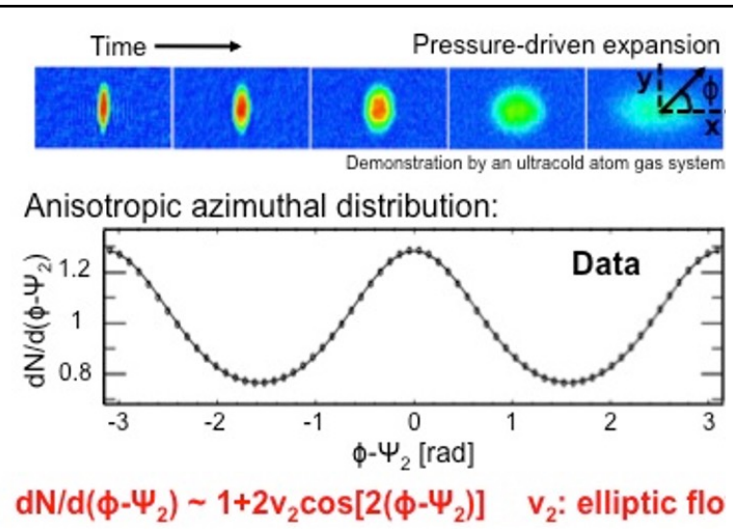 Time
Pressure-driven expansion
y
ϕ
x
Demonstration by an ultracold atom gas system
Anisotropic azimuthal distribution:
dN/d(ϕ-Ψ₂)
1.2
1
0.8
Data
-3 -2 -1 0 1 2 3
ϕ-Ψ₂ [rad]
dN/d(ϕ-Ψ₂) ~ 1+2v₂cos[2(ϕ-Ψ₂)] v₂: elliptic flo